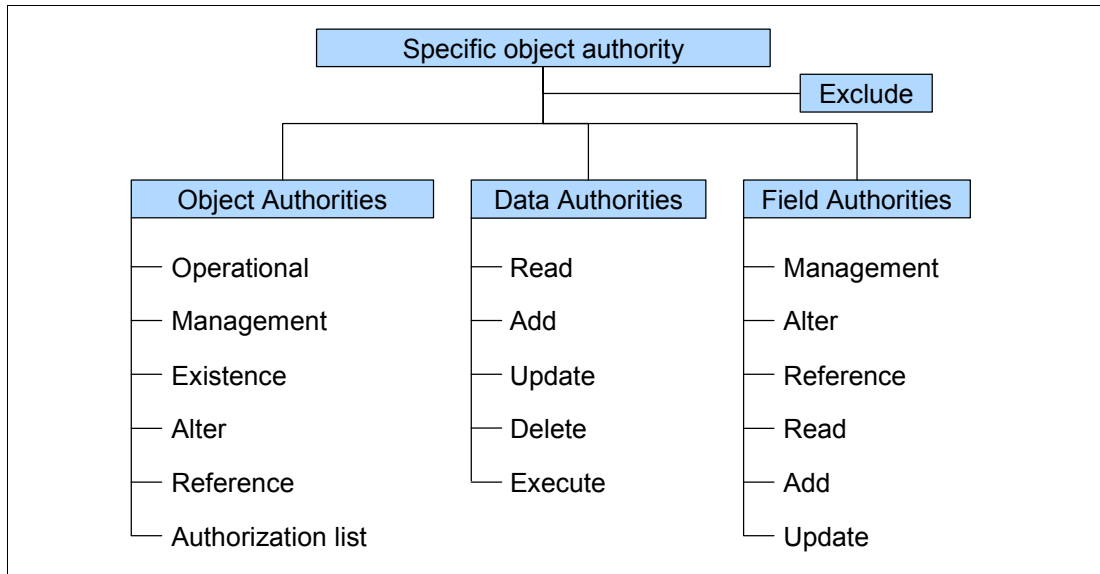 Specific object authority
Exclude
Object Authorities
Operational
Management
Existence
Alter
Reference
Authorization list
Data Authorities
Read
Add
Update
Delete
Execute
Field Authorities
Management
Alter
Reference
Read
Add
Update